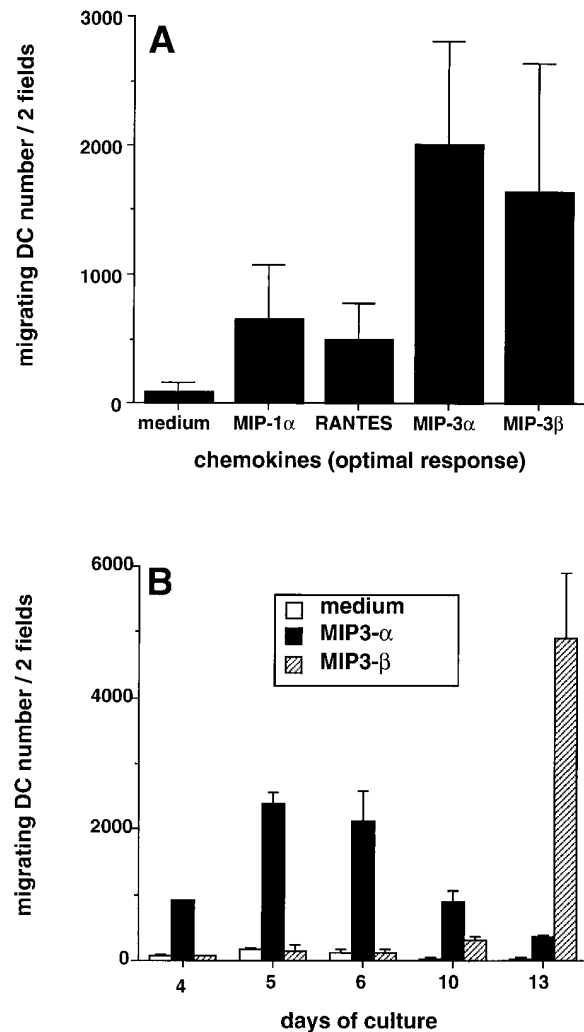 A
3000
2000
1000
0
migrating DC number / 2 fields
medium MIP-1α RANTES MIP-3α MIP-3β
chemokines (optimal response)
B
6000
4000
2000
0
migrating DC number / 2 fields
medium
MIP3-α
MIP3-β
4 5 6 10 13
days of culture